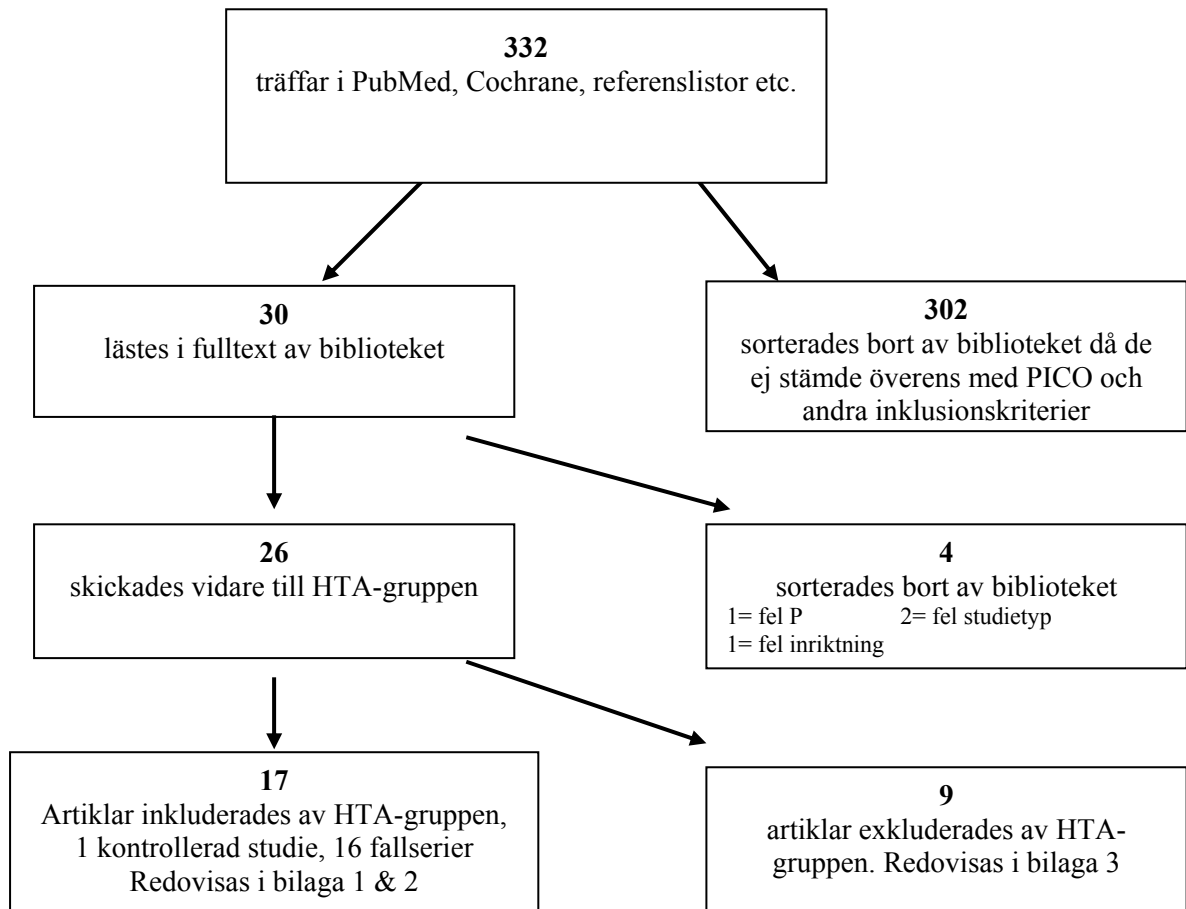 332
träffar i PubMed, Cochrane, referenslistor etc.
30
lästes i fulltext av biblioteket
302
sorterades bort av biblioteket då de
ej stämde överens med PICO och
andra inklusionskriterier
26
skickades vidare till HTA-gruppen
4
sorterades bort av biblioteket
1= fel P 2= fel studietyp
1= fel inriktning
17
Artiklar inkluderades av HTA-gruppen,
1 kontrollerad studie, 16 fallserier
Redovisas i bilaga 1 & 2
9
artiklar exkluderades av HTA-
gruppen. Redovisas i bilaga 3